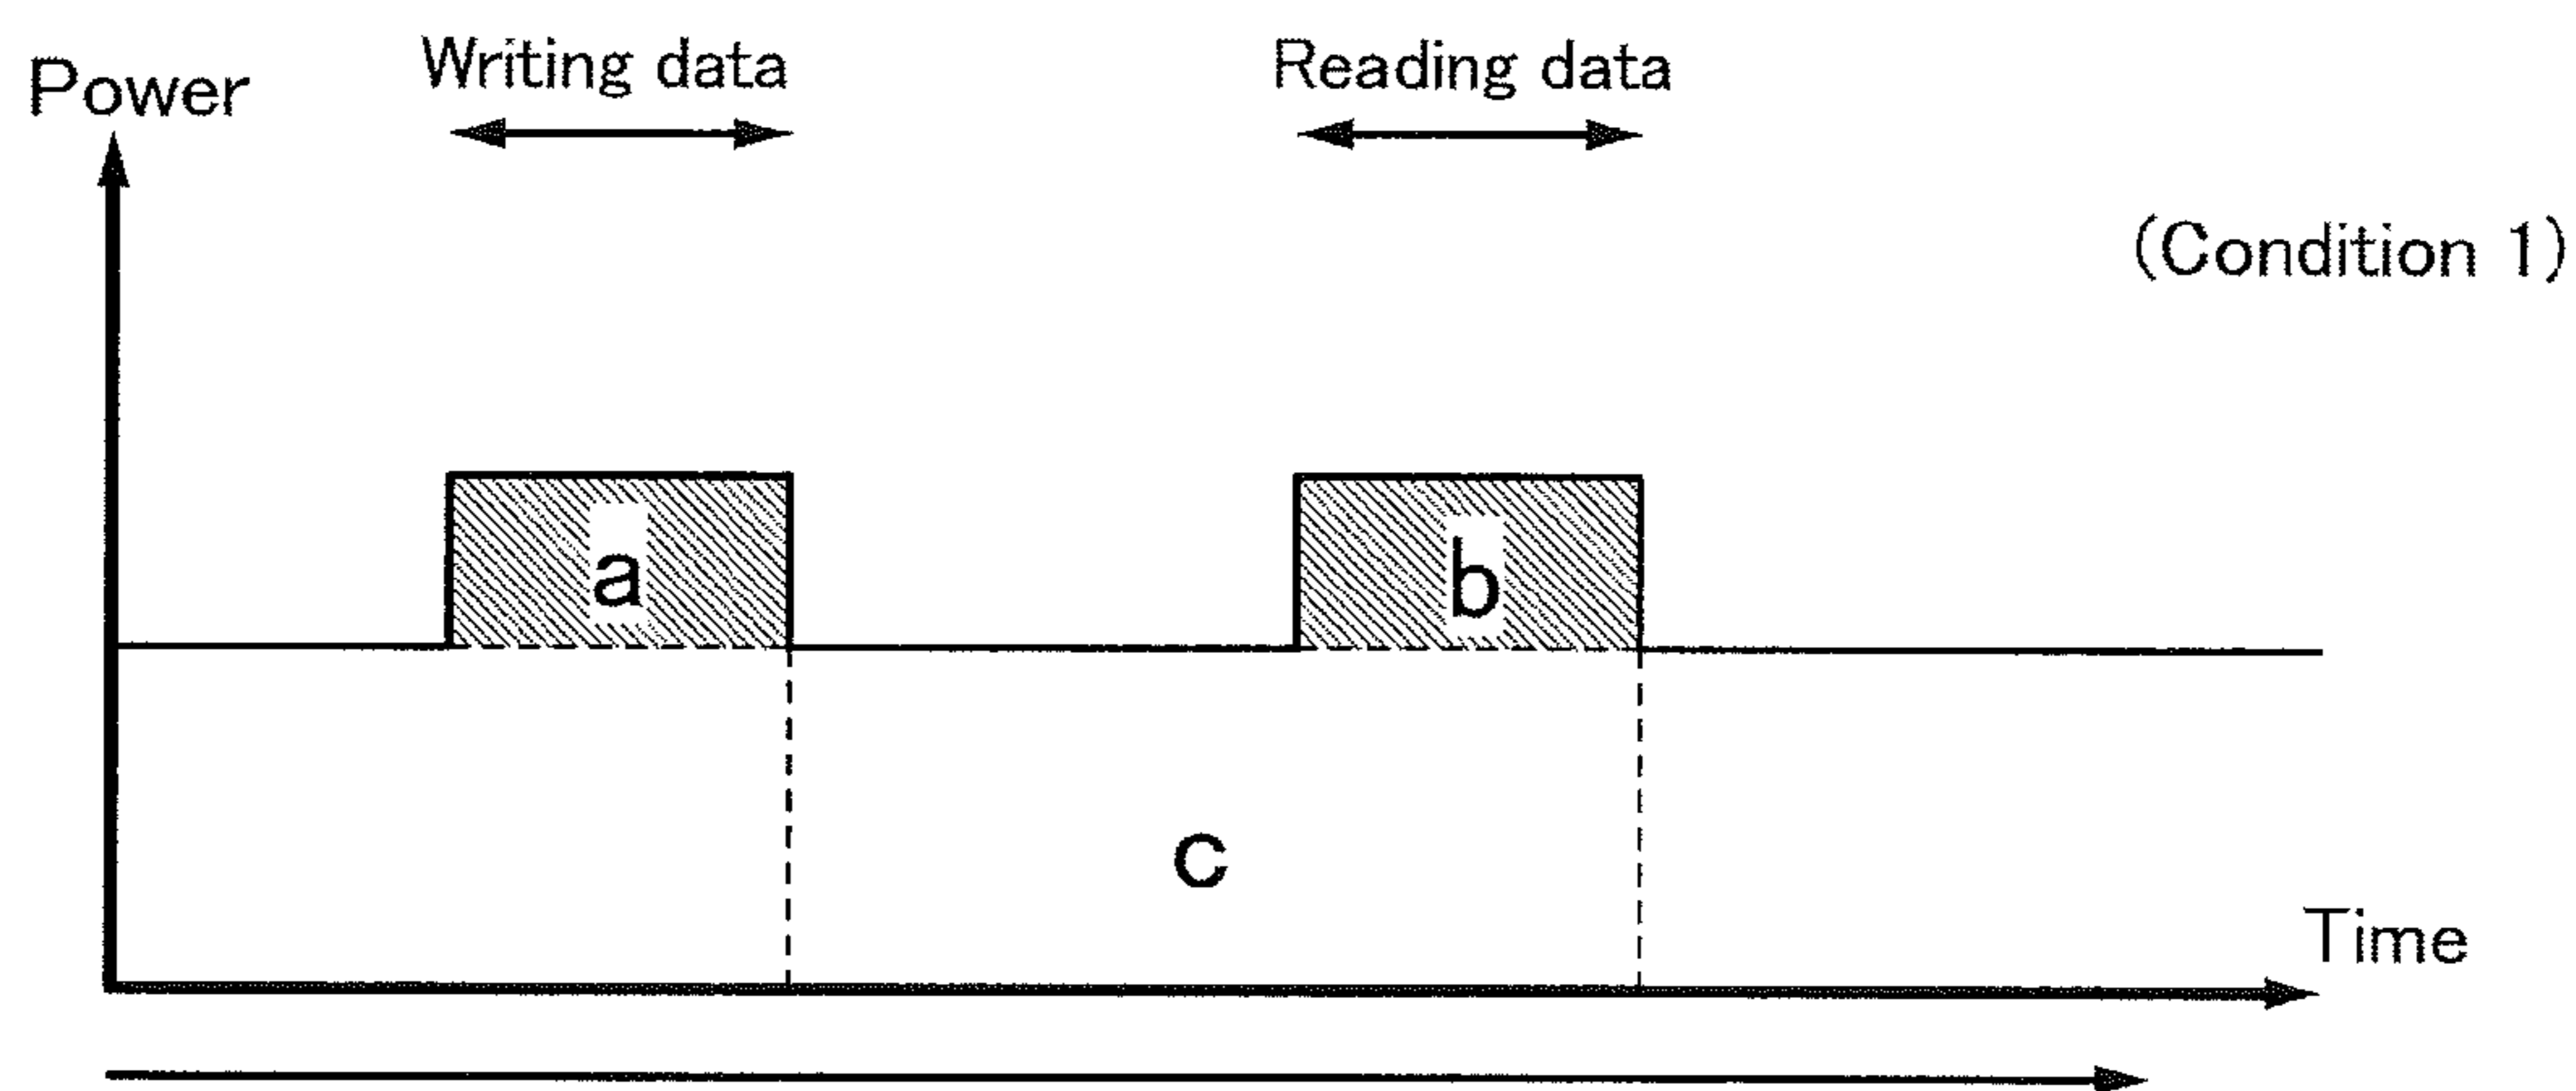 Power
Writing data
Reading data
(Condition 1)
a
b
c
Time